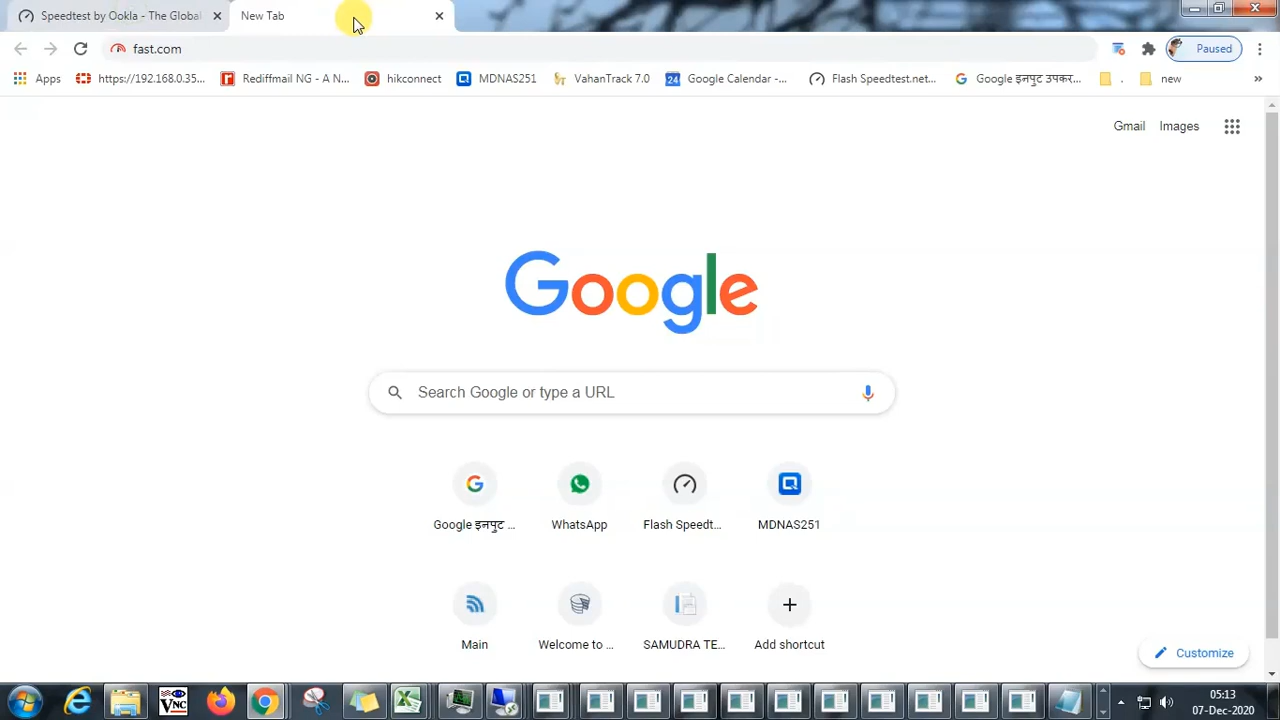 Speedtest by Ookla - The Global
New Tab
fast.com
Paused
Apps
https://192.168.0.35...
Rediffmail NG - A N...
hikconnect
MDNAS251
VahanTrack 7.0
24
Google Calendar -...
Flash Speedtest.net...
Google इनपुट उपकर...
.
new
»
Gmail
Images
Google
Search Google or type a URL
Google इनपुट ...
WhatsApp
Flash Speedt...
MDNAS251
Main
Welcome to ...
SAMUDRA TE...
Add shortcut
Customize
VNC
05:13
07-Dec-2020